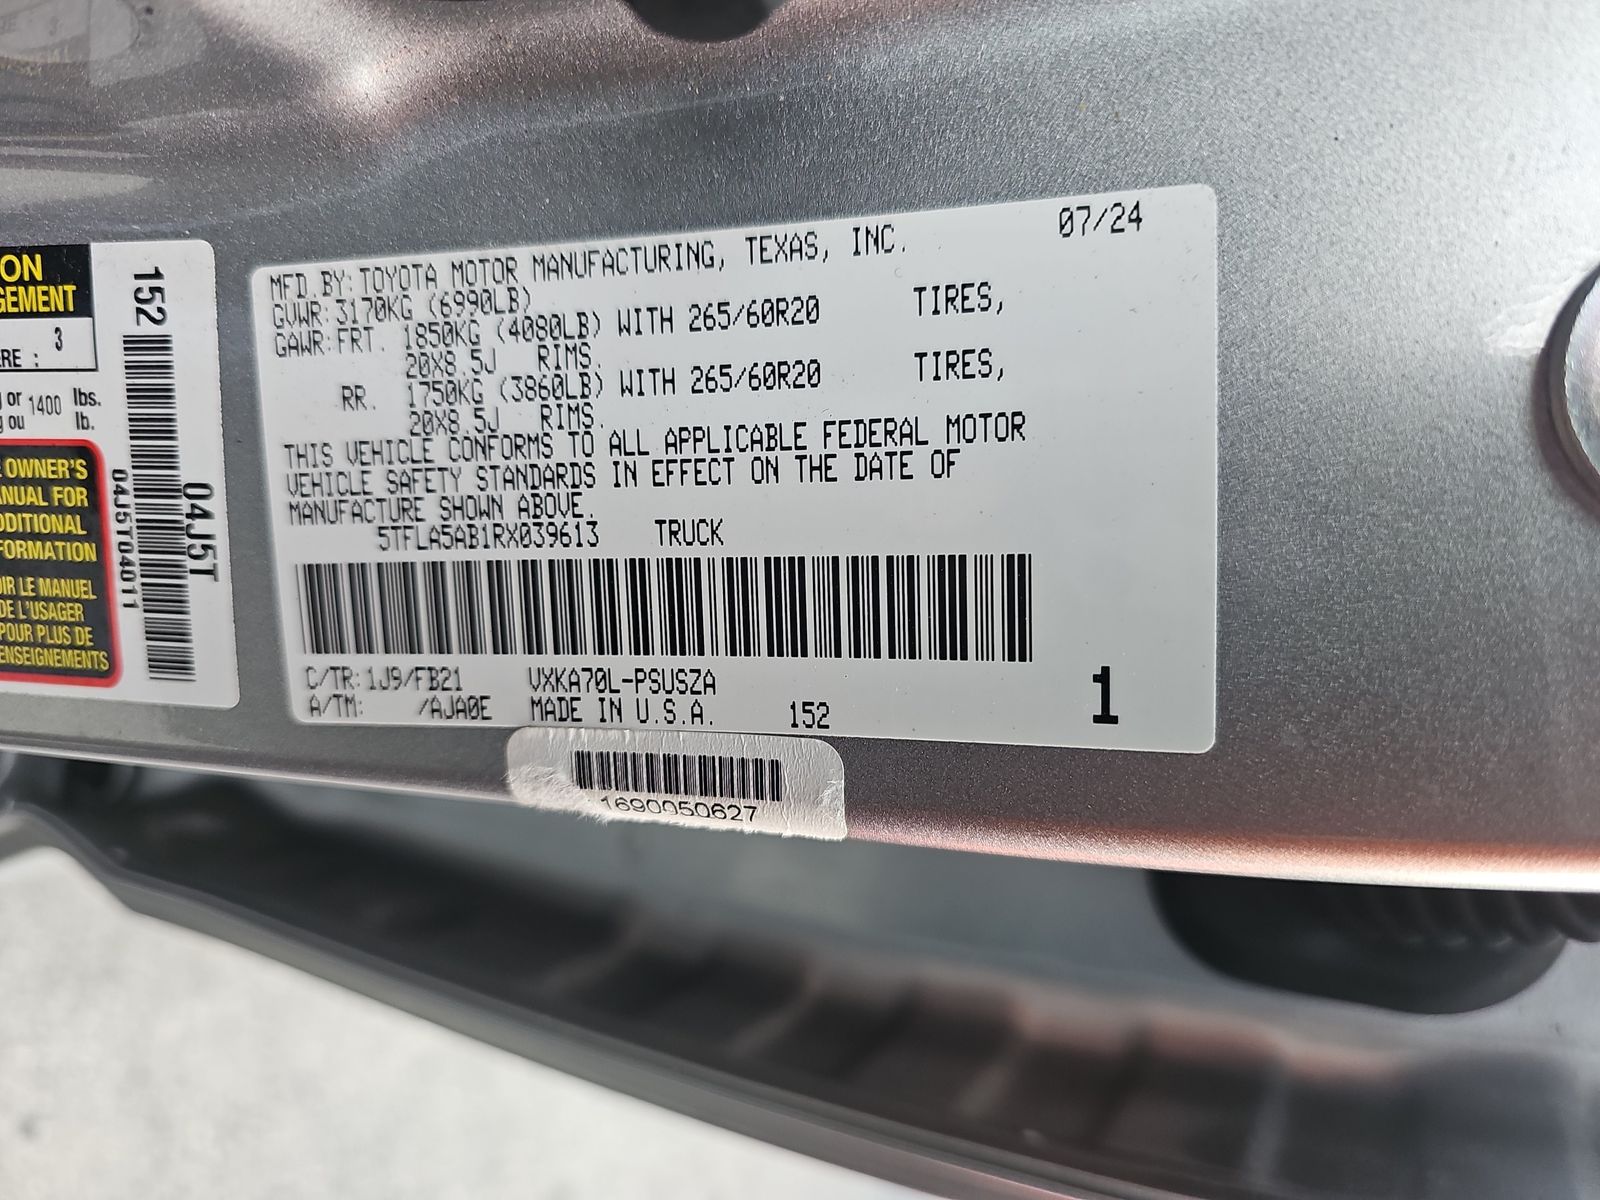 ON
GEMENT
ERE : 3
or 1400 lbs.
ou lb.
OWNER'S
ANUAL FOR
DDITIONAL
FORMATION
OIR LE MANUEL
DE L'USAGER
POUR PLUS DE
ENSEIGNEMENTS
152
04J5T04011
04J5T
07/24
MFD. BY: TOYOTA MOTOR MANUFACTURING, TEXAS, INC.
GVWR: 3170KG (6990LB)
GAWR: FRT. 1850KG (4080LB) WITH 265/60R20 TIRES,
20X8.5J RIMS.
RR. 1750KG (3860LB) WITH 265/60R20 TIRES,
20X8.5J RIMS.
THIS VEHICLE CONFORMS TO ALL APPLICABLE FEDERAL MOTOR
VEHICLE SAFETY STANDARDS IN EFFECT ON THE DATE OF
MANUFACTURE SHOWN ABOVE.
5TFLA5AB1RX039613 TRUCK
C/TR: 1J9/FB21 VXKA70L-PSUSZA
A/TM: /AJA0E MADE IN U.S.A. 152 1
1690050627